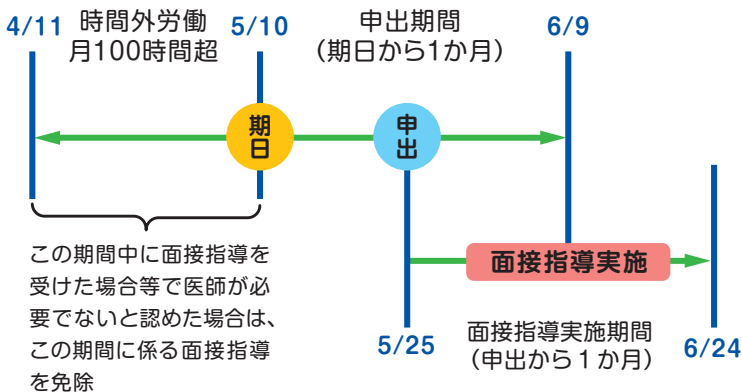 4/11
時間外労働
月100時間超
5/10
申出期間
（期日から1か月）
6/9
期日
申出
この期間中に面接指導を
受けた場合等で医師が必
要でないと認めた場合は、
この期間に係る面接指導
を免除
面接指導実施
5/25
面接指導実施期間
（申出から１か月）
6/24